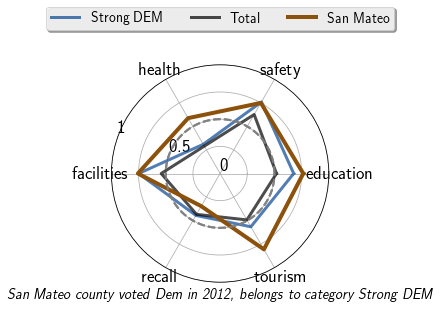 Strong DEM Total San Mateo
health safety
1
0.5
0
facilities education
recall tourism
San Mateo county voted Dem in 2012, belongs to category Strong DEM